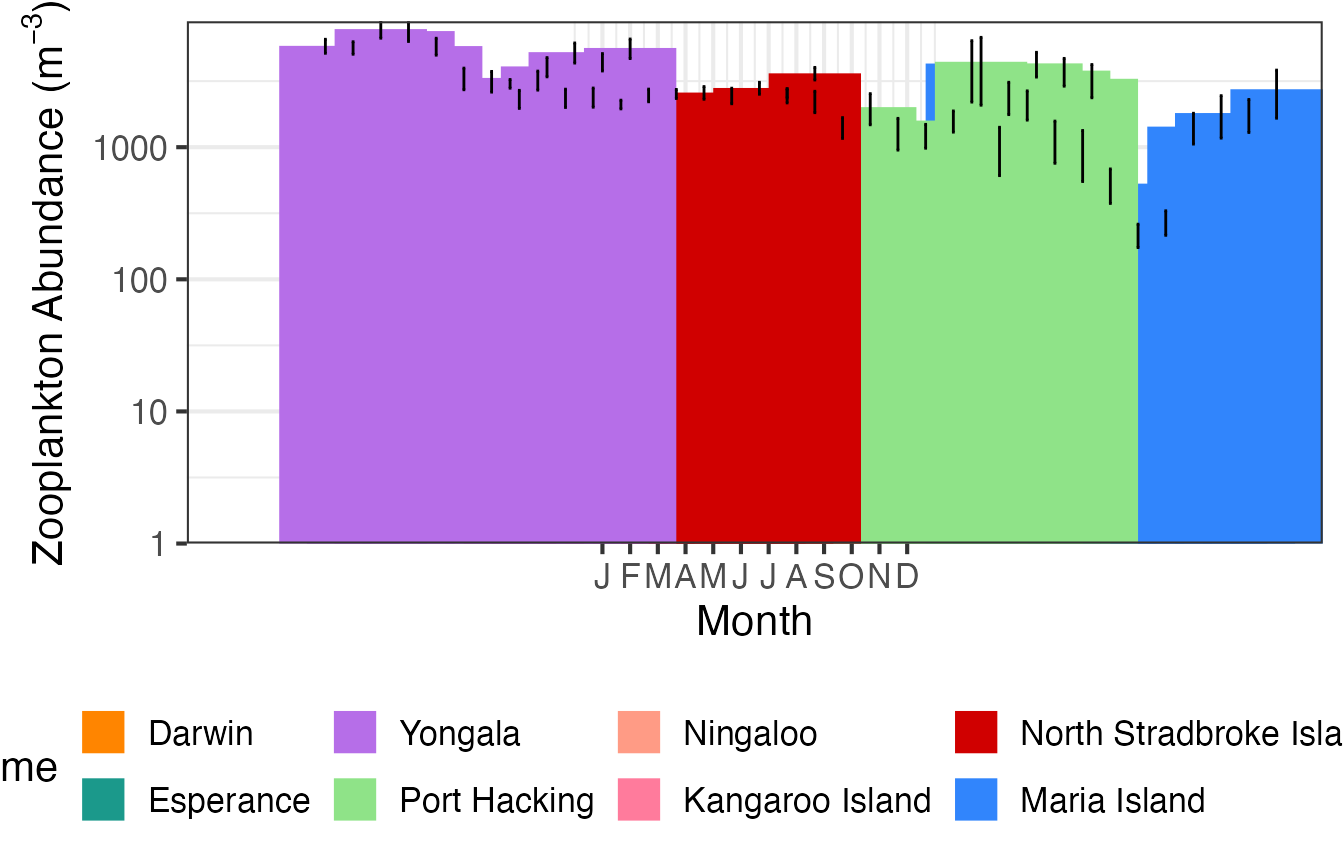 Zooplankton Abundance (m⁻³)
1000
100
10
1
J F M A M J J A S O N D
Month
me
Darwin Yongala Ningaloo North Stradbroke Isla
Esperance Port Hacking Kangaroo Island Maria Island